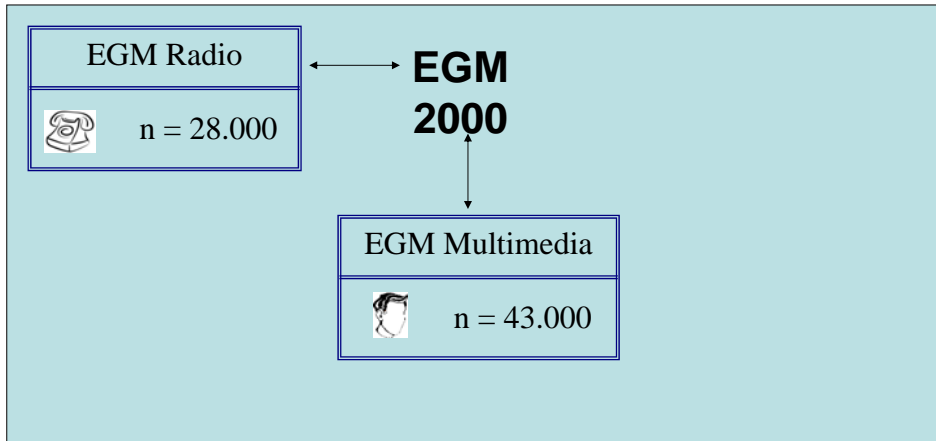 EGM Radio
n = 28.000
EGM
2000
EGM Multimedia
n = 43.000